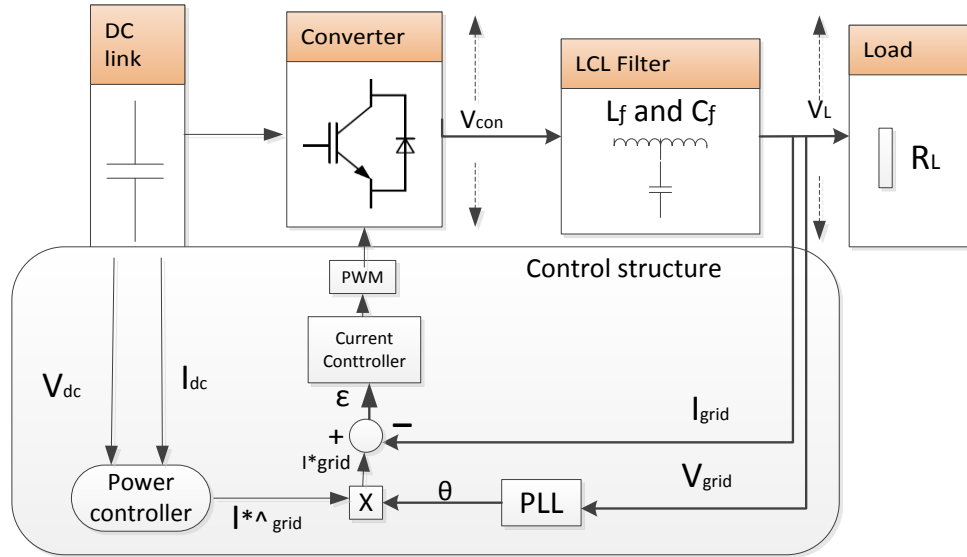 DC
link
Converter
LCL Filter
Load
Vcon
Lf and Cf
VL
RL
Control structure
PWM
Current
Conttroller
Vdc
Idc
ε
+
−
I*grid
Igrid
Vgrid
Power
controller
I*^grid
X
θ
PLL